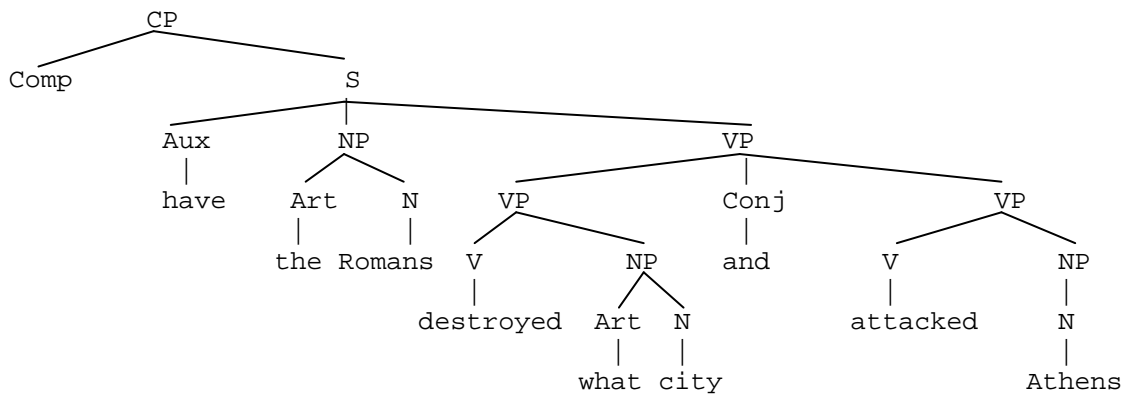 CP
Comp S
Aux NP VP
have Art N VP Conj VP
the Romans V NP and V NP
destroyed Art N attacked N
what city Athens